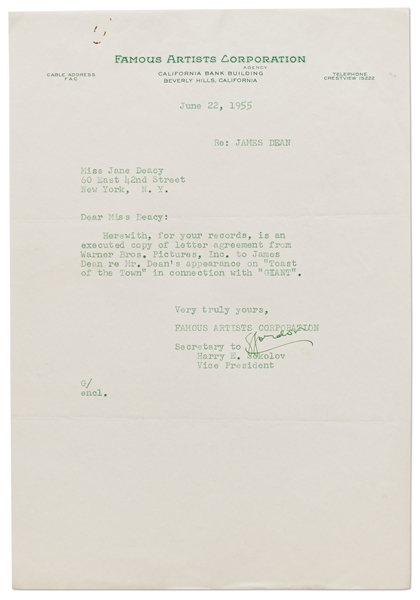 FAMOUS ARTISTS CORPORATION
AGENCY
CABLE ADDRESS
F.A.C.
CALIFORNIA BANK BUILDING
BEVERLY HILLS, CALIFORNIA
TELEPHONE
CRESTVIEW 15222
June 22, 1955
Re: JAMES DEAN
Miss Jane Deacy
60 East 42nd Street
New York, N. Y.
Dear Miss Deacy:
Herewith, for your records, is an
executed copy of letter agreement from
Warner Bros. Pictures, Inc. to James
Dean re Mr. Dean's appearance on "Toast
of the Town" in connection with "GIANT".
Very truly yours,
FAMOUS ARTISTS CORPORATION
Secretary to
Harry E. Sokolov
Vice President
G/
encl.